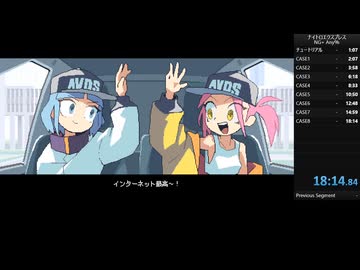 AVDS
AVDS
インターネット最高～！
ナイトロエクスプレス
NG+ Any%
チュートリアル - 1:07
CASE1 - 2:07
CASE2 - 3:58
CASE3 - 6:18
CASE4 - 8:33
CASE5 - 10:50
CASE6 - 12:48
CASE7 - 14:59
CASE8 - 18:14
18:14.84
Previous Segment -